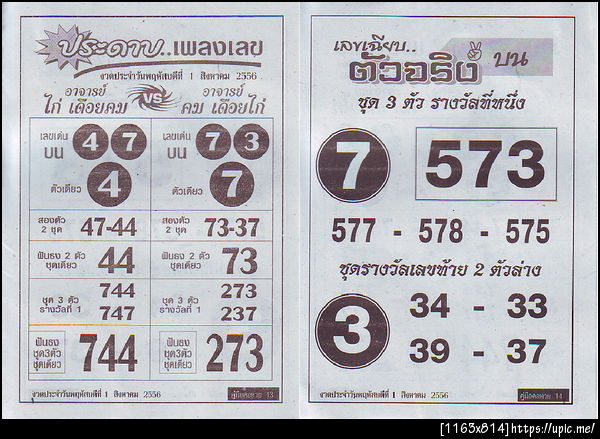 ประดาบ..เพลงเลข
งวดประจำวันพฤหัสบดีที่ 1 สิงหาคม 2556
อาจารย์ ไก่ เดือยคม VS อาจารย์ คม เดือยไก่
เลขเด่น บน 4 7 เลขเด่น บน 7 3
ตัวเดียว 4 ตัวเดียว 7
สองตัว 2 ชุด 47-44 สองตัว 2 ชุด 73-37
ฟันธง 2 ตัว ชุดเดียว 44 ฟันธง 2 ตัว ชุดเดียว 73
ชุด 3 ตัว รางวัลที่ 1 744 747 ชุด 3 ตัว รางวัลที่ 1 273 237
ฟันธง ชุด3ตัว ชุดเดียว 744 ฟันธง ชุด3ตัว ชุดเดียว 273
งวดประจำวันพฤหัสบดีที่ 1 สิงหาคม 2556 13
เลขเฉียบ..
ตัวจริง บน
ชุด 3 ตัว รางวัลที่หนึ่ง
7 573
577 - 578 - 575
ชุดรางวัลเลขท้าย 2 ตัวล่าง
3 34 - 33
39 - 37
งวดประจำวันพฤหัสบดีที่ 1 สิงหาคม 2556 14
[1163x814]https://upic.me/